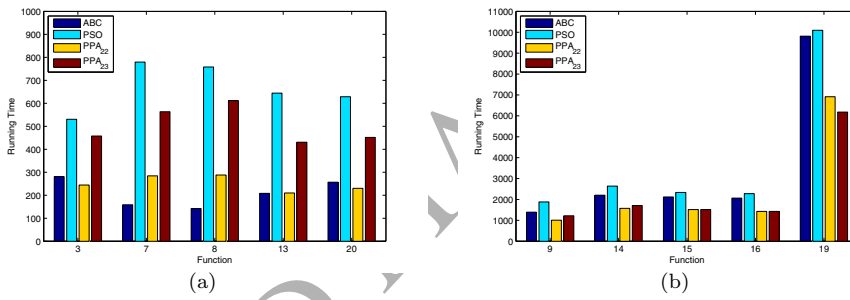 1000
900
800
700
600
500
400
300
200
100
0
Running Time
ABC
PSO
PPA22
PPA23
3 7 8 13 20
Function
(a)
11000
10000
9000
8000
7000
6000
5000
4000
3000
2000
1000
0
Running Time
ABC
PSO
PPA22
PPA23
9 14 15 16 19
Function
(b)